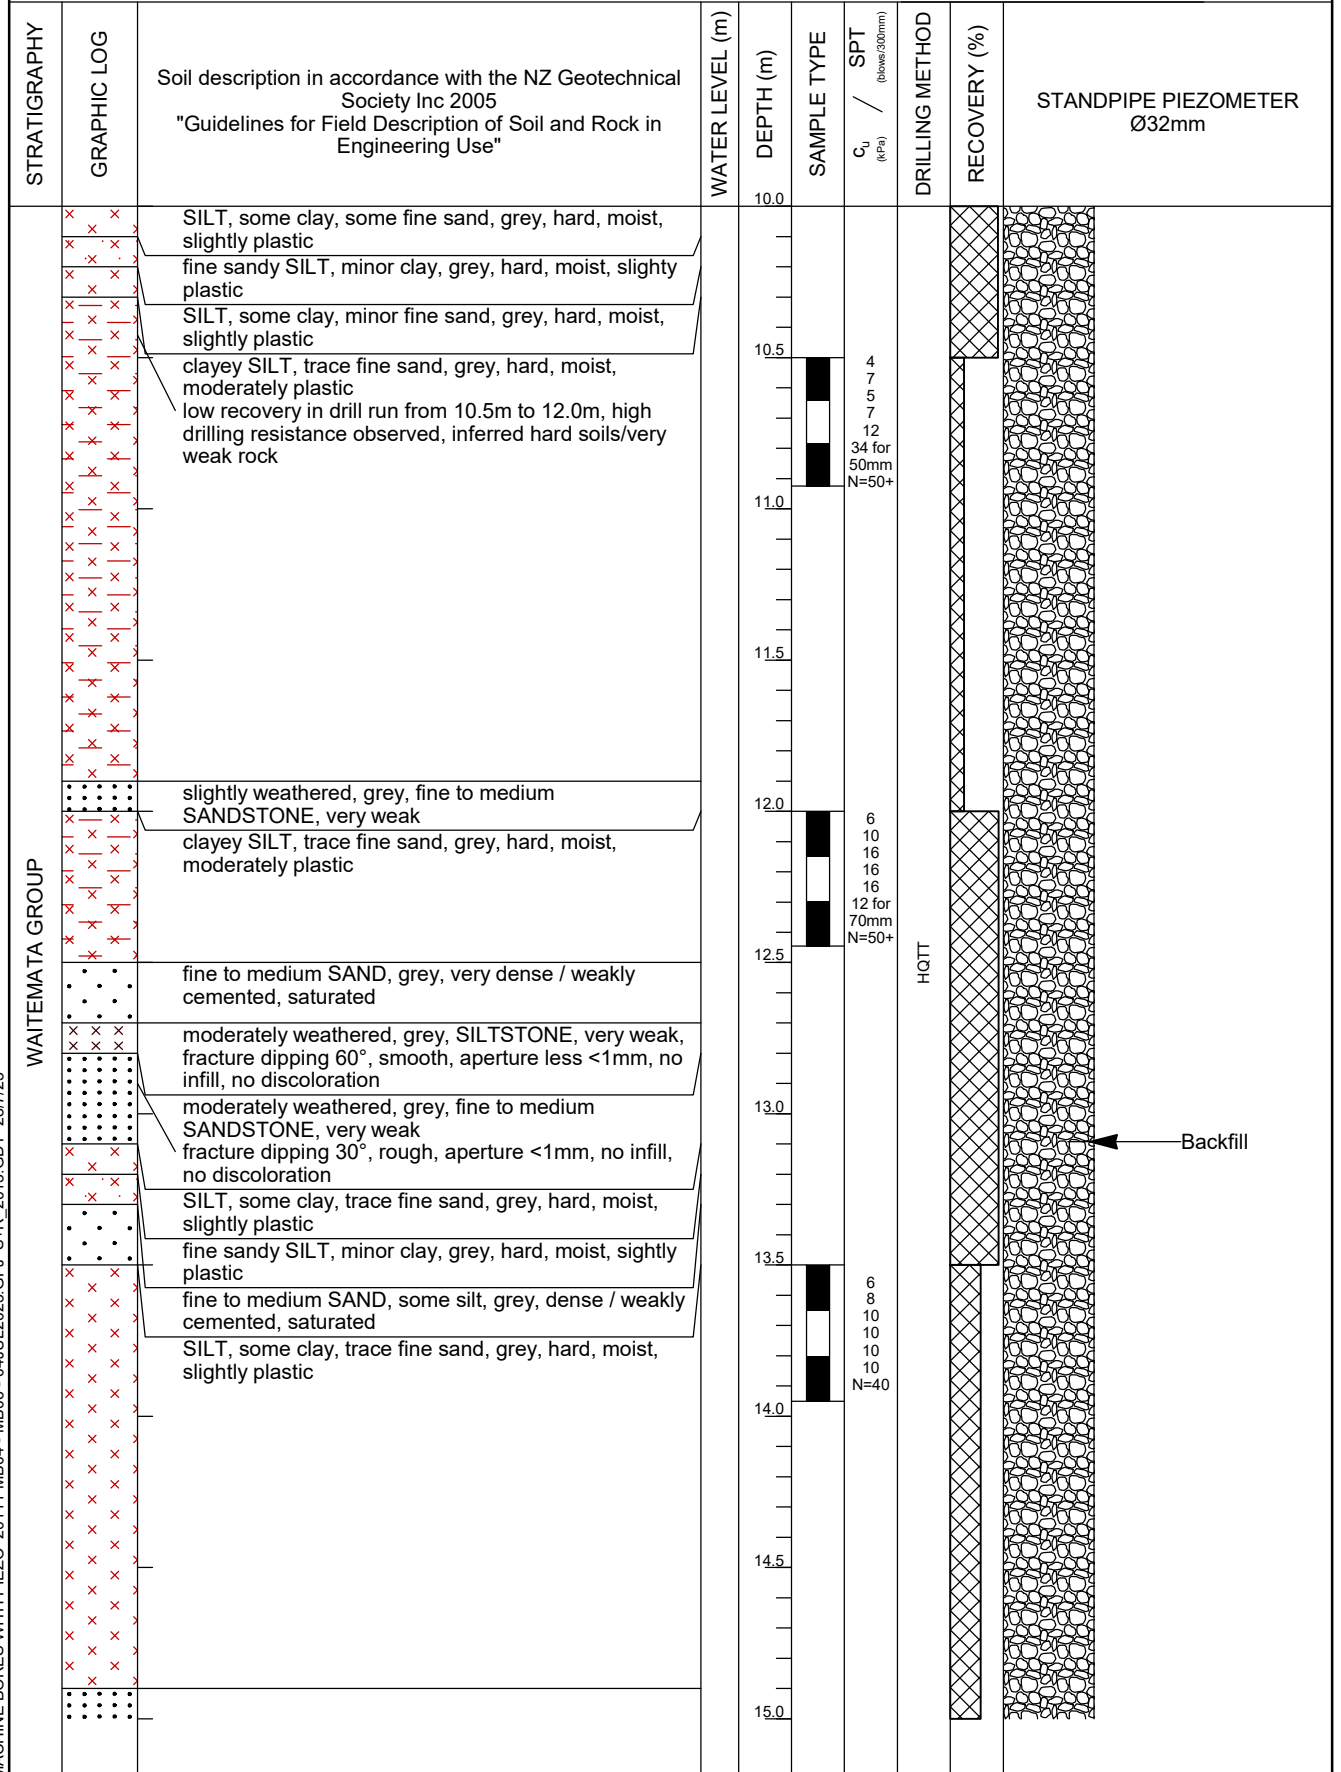 STRATIGRAPHY
GRAPHIC LOG
Soil description in accordance with the NZ Geotechnical
Society Inc 2005
"Guidelines for Field Description of Soil and Rock in
Engineering Use"
WATER LEVEL (m)
DEPTH (m)
SAMPLE TYPE
cu (kPa) / SPT (blows/300mm)
DRILLING METHOD
RECOVERY (%)
STANDPIPE PIEZOMETER
Ø32mm
WAITEMATA GROUP
SILT, some clay, some fine sand, grey, hard, moist,
slightly plastic
fine sandy SILT, minor clay, grey, hard, moist, slighty
plastic
SILT, some clay, minor fine sand, grey, hard, moist,
slightly plastic
clayey SILT, trace fine sand, grey, hard, moist,
moderately plastic
low recovery in drill run from 10.5m to 12.0m, high
drilling resistance observed, inferred hard soils/very
weak rock
slightly weathered, grey, fine to medium
SANDSTONE, very weak
clayey SILT, trace fine sand, grey, hard, moist,
moderately plastic
fine to medium SAND, grey, very dense / weakly
cemented, saturated
moderately weathered, grey, SILTSTONE, very weak,
fracture dipping 60°, smooth, aperture less <1mm, no
infill, no discoloration
moderately weathered, grey, fine to medium
SANDSTONE, very weak
fracture dipping 30°, rough, aperture <1mm, no infill,
no discoloration
SILT, some clay, trace fine sand, grey, hard, moist,
slightly plastic
fine sandy SILT, minor clay, grey, hard, moist, sightly
plastic
fine to medium SAND, some silt, grey, dense / weakly
cemented, saturated
SILT, some clay, trace fine sand, grey, hard, moist,
slightly plastic
10.0
10.5
11.0
11.5
12.0
12.5
13.0
13.5
14.0
14.5
15.0
4
7
5
7
12
34 for
50mm
N=50+
6
10
16
16
16
12 for
70mm
N=50+
6
8
10
10
10
10
N=40
HQTT
Backfill